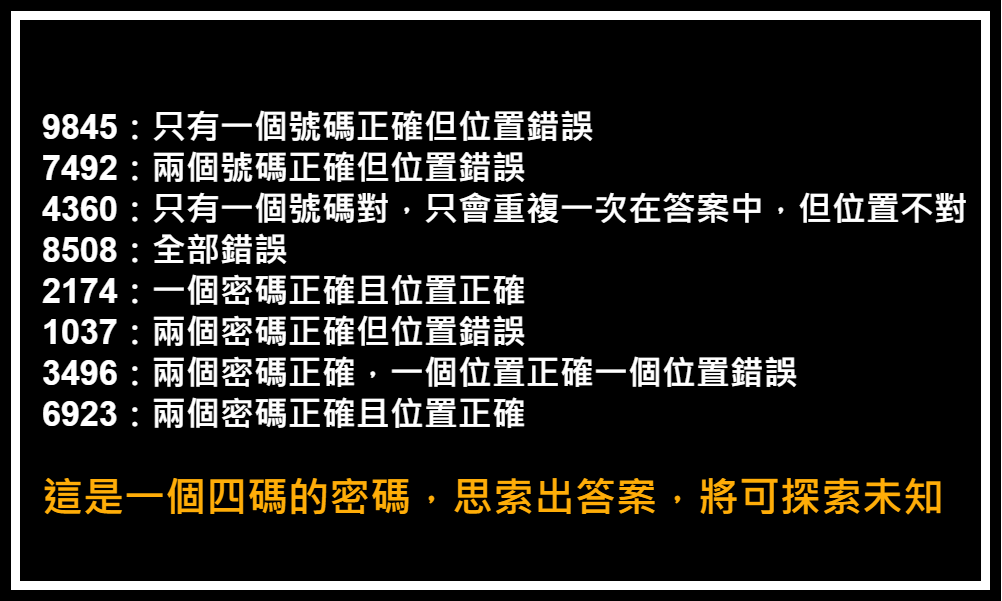 9845：只有一個號碼正確但位置錯誤
7492：兩個號碼正確但位置錯誤
4360：只有一個號碼對，只會重複一次在答案中，但位置不對
8508：全部錯誤
2174：一個密碼正確且位置正確
1037：兩個密碼正確但位置錯誤
3496：兩個密碼正確，一個位置正確一個位置錯誤
6923：兩個密碼正確且位置正確
這是一個四碼的密碼，思索出答案，將可探索未知